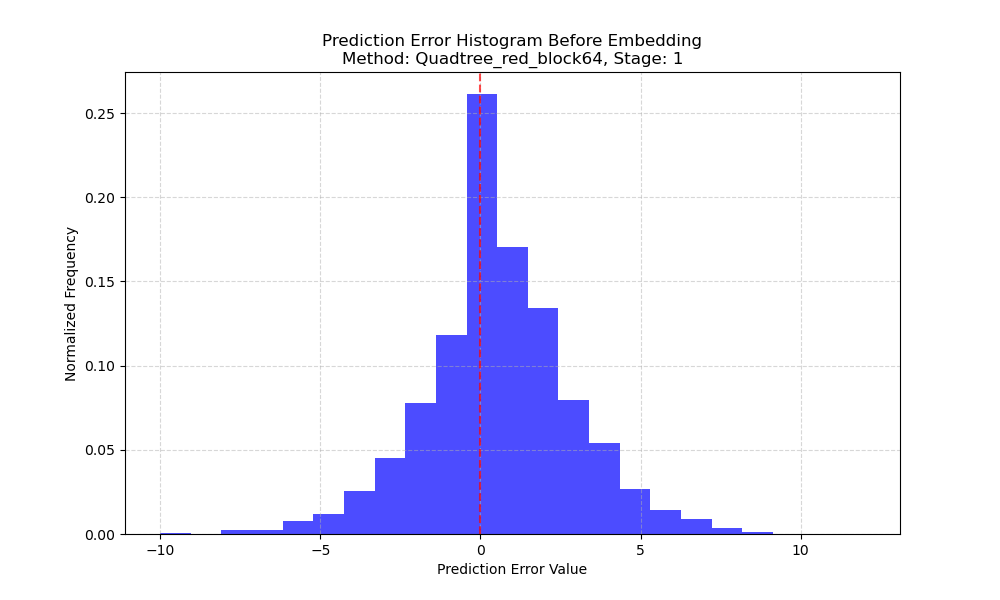 Prediction Error Histogram Before Embedding
Method: Quadtree_red_block64, Stage: 1
Normalized Frequency
0.25
0.20
0.15
0.10
0.05
0.00
−10
−5
0
5
10
Prediction Error Value